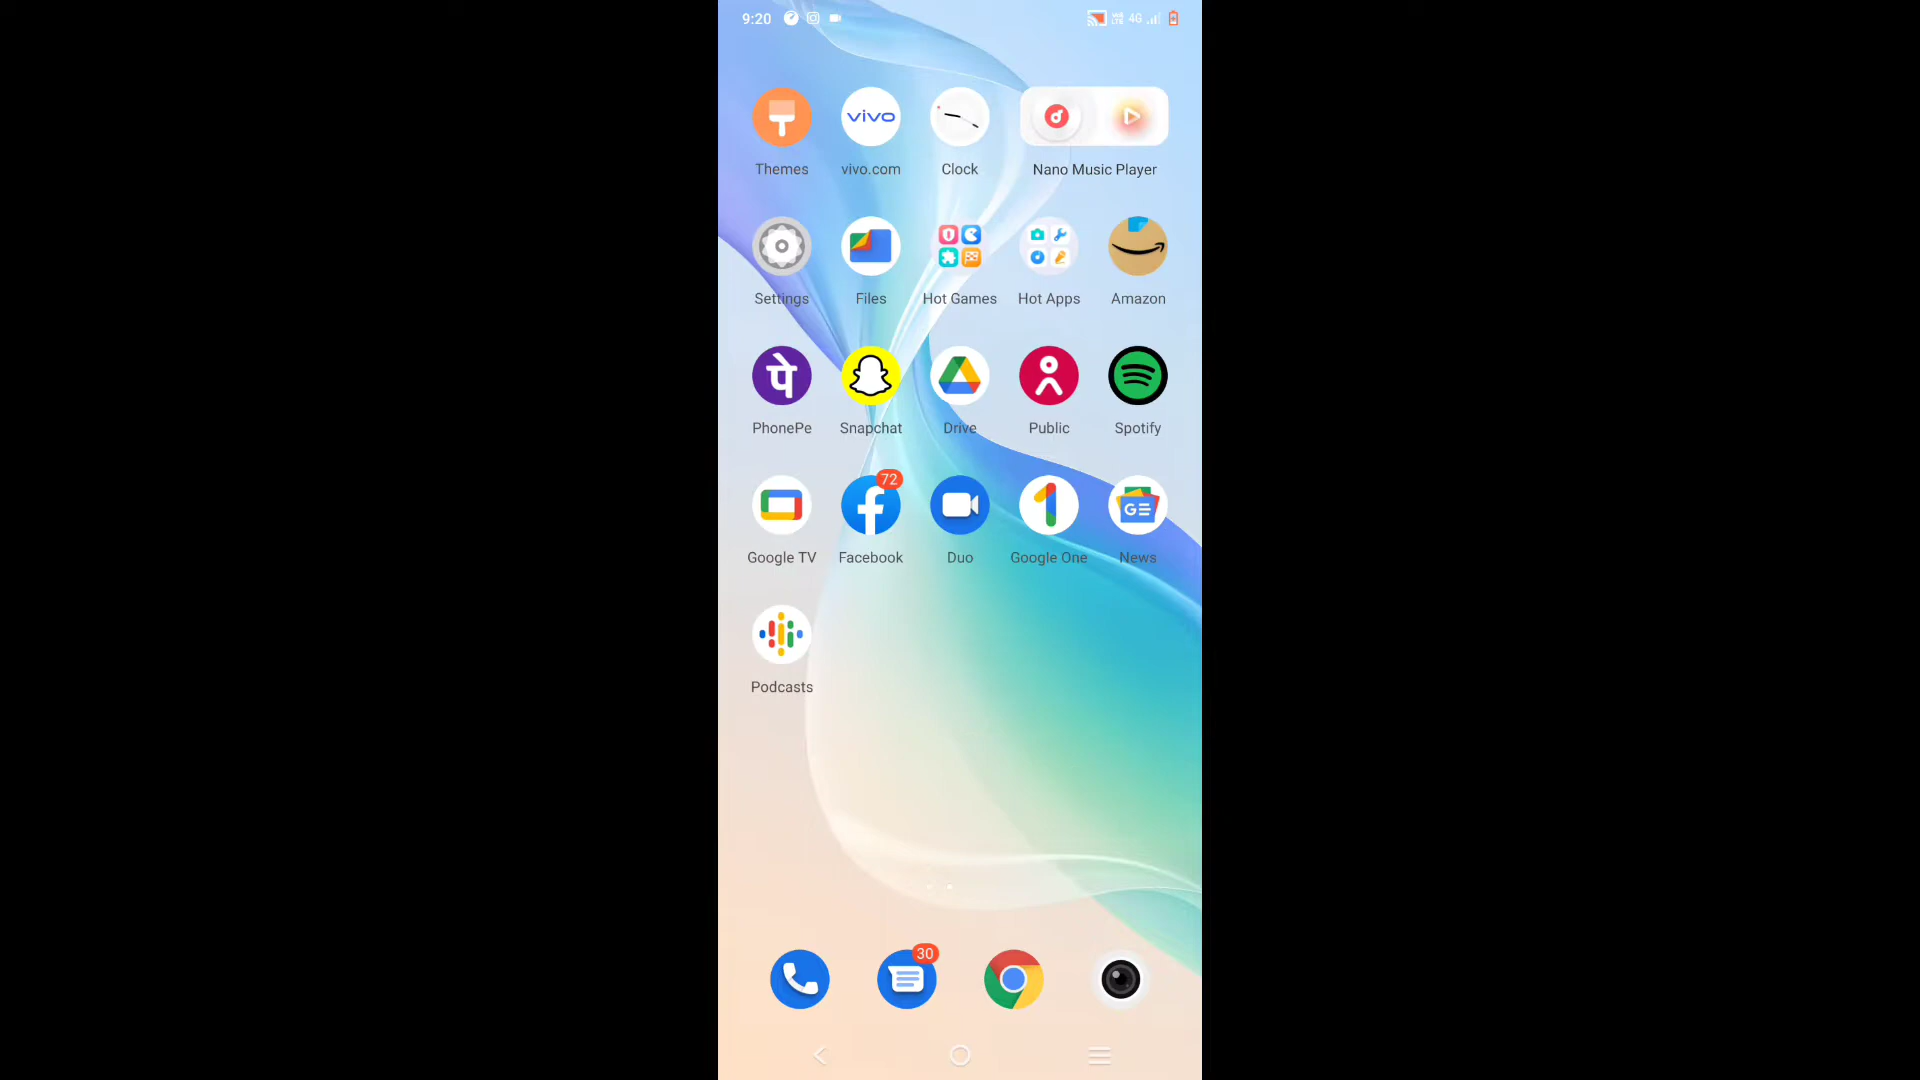 9:20 VoLTE 4G
vivo
Themes vivo.com Clock Nano Music Player
Settings Files Hot Games Hot Apps Amazon
पे
PhonePe Snapchat Drive Public Spotify
72
Google TV Facebook Duo Google One News
Podcasts
30